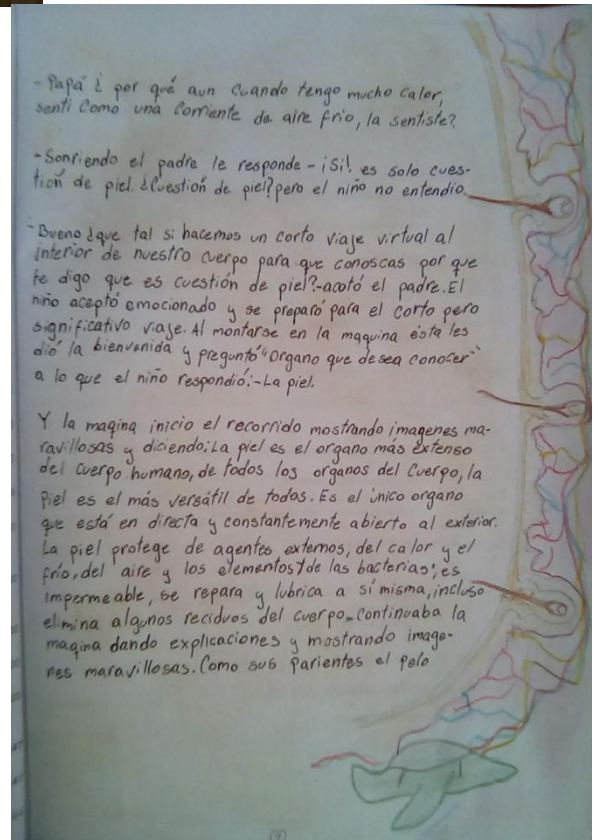 - Papá ¿ por qué aun cuando tengo mucho calor,
senti como una corriente de aire frio, la sentiste?
- Sonriendo el padre le responde - ¡Si! es solo cues-
tión de piel. ¿Cuestión de piel? pero el niño no entendio.
- Bueno ¿que tal si hacemos un corto viaje virtual al
interior de nuestro cuerpo para que conoscas por que
te digo que es cuestión de piel? - acotó el padre. El
niño aceptó emocionado y se preparó para el corto pero
significativo viaje. Al montarse en la maquina ésta les
dió la bienvenida y preguntó "Organo que desea conocer"
a lo que el niño respondió: - La piel.
Y la magina inicio el recorrido mostrando imagenes ma-
ravillosas y diciendo; La piel es el organo más extenso
del cuerpo humano, de todos los organos del cuerpo, la
piel es el más versátil de todos. Es el único organo
que está en directa y constantemente abierto al exterior.
La piel protege de agentes externos, del calor y el
frío, del aire y los elementos y de las bacterias; es
impermeable, se repara y lubrica a sí misma, incluso
elimina algunos reciduos del cuerpo - continuaba la
magina dando explicaciones y mostrando image-
nes maravillosas. Como sus parientes el pelo